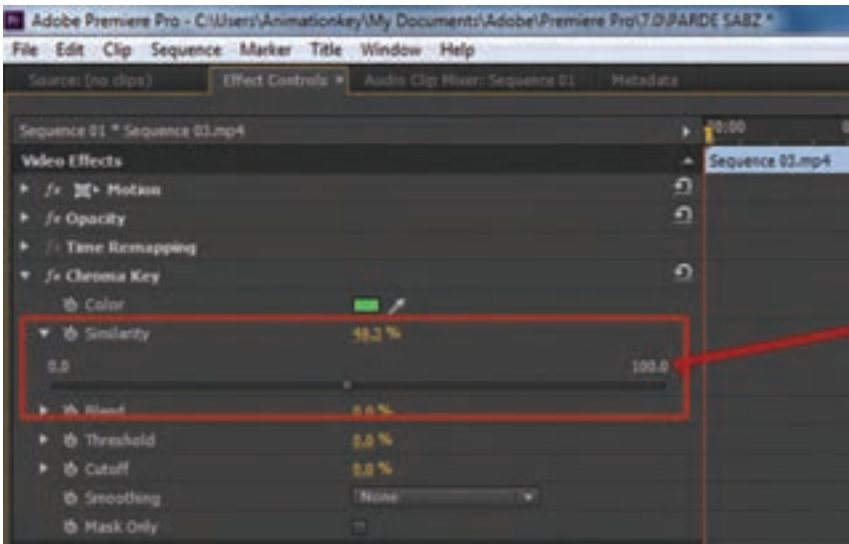 Adobe Premiere Pro - C:\Users\Animationkey\My Documents\Adobe\Premiere Pro\7.0\PARDE SABZ *
File Edit Clip Sequence Marker Title Window Help
Source: (no clips) Effect Controls Audio Clip Mixer: Sequence 01 Metadata
Sequence 01 * Sequence 03.mp4 00:00
Video Effects Sequence 03.mp4
fx Motion
fx Opacity
fx Time Remapping
fx Chroma Key
Color
Similarity 48.2 %
0.0 100.0
Blend 0.0 %
Threshold 0.0 %
Cutoff 0.0 %
Smoothing None
Mask Only